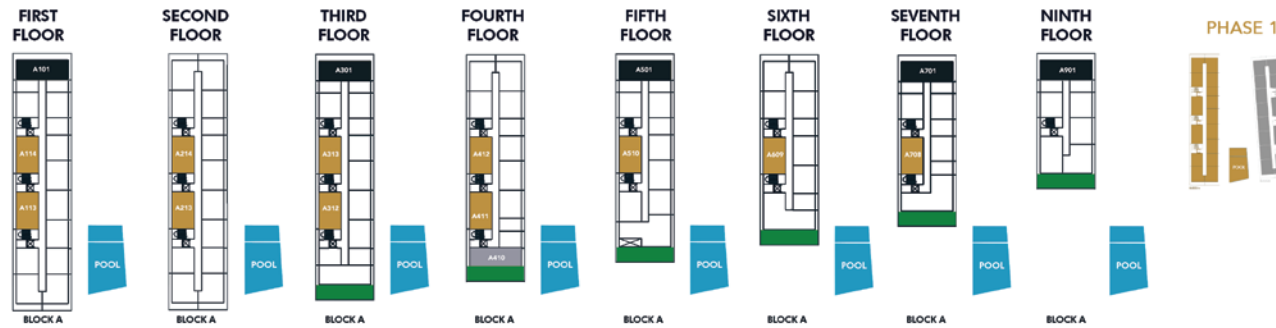 FIRST
FLOOR
A101
A114
A113
POOL
BLOCK A
SECOND
FLOOR
A214
A213
POOL
BLOCK A
THIRD
FLOOR
A301
A313
A312
POOL
BLOCK A
FOURTH
FLOOR
A412
A411
A410
POOL
BLOCK A
FIFTH
FLOOR
A501
A510
POOL
BLOCK A
SIXTH
FLOOR
A609
POOL
BLOCK A
SEVENTH
FLOOR
A701
A708
POOL
BLOCK A
NINTH
FLOOR
A901
POOL
BLOCK A
PHASE 1
POOL